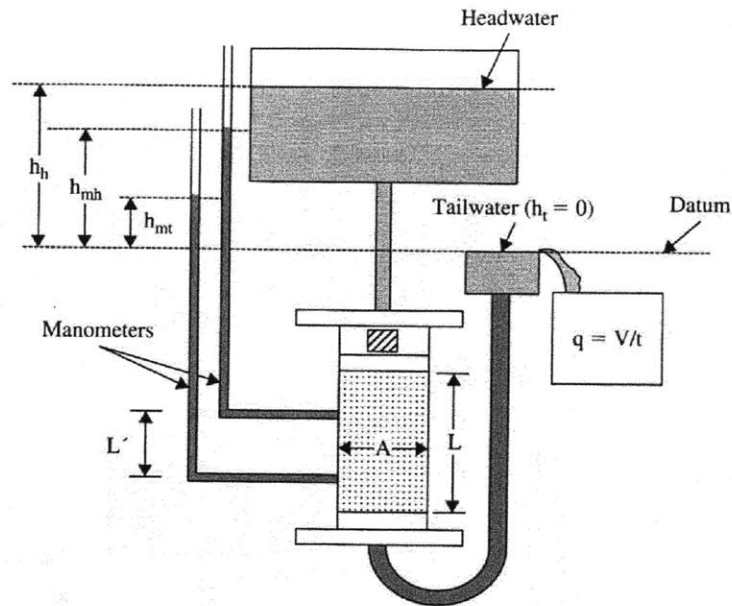 Headwater
h_h
h_mh
h_mt
Tailwater (h_t = 0)
Datum
Manometers
q = V/t
L´
A
L